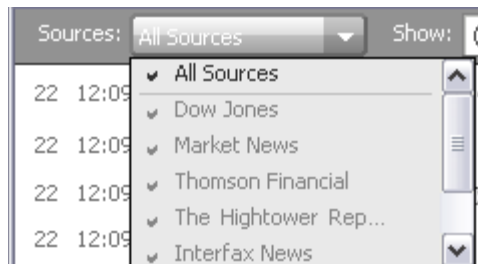 Sources: All Sources Show: (
All Sources
22 12:09 Dow Jones
22 12:09 Market News
22 12:09 Thomson Financial
The Hightower Rep...
22 12:09 Interfax News